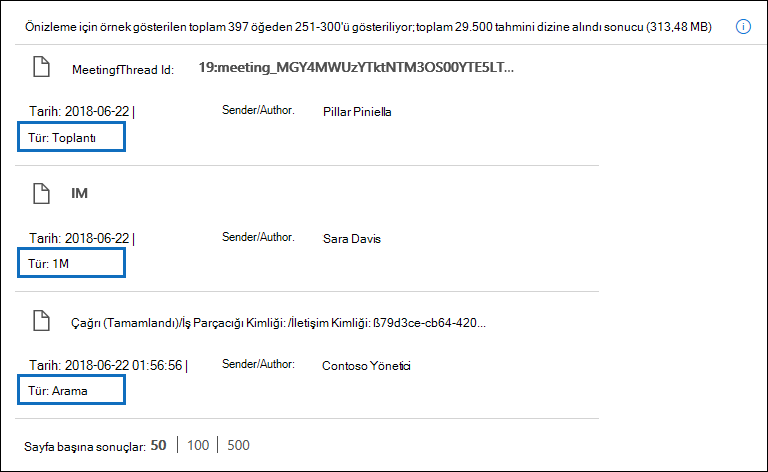 Önizleme için örnek gösterilen toplam 397 öğeden 251-300'ü gösteriliyor;toplam 29.500 tahmini dizine alındı sonucu (313,48 MB)
MeetingfThread Id: 19:meeting_MGY4MWUzYTktNTM3OS00YTE5LT...
Tarih: 2018-06-22 | Sender/Author. Pillar Piniella
Tür: Toplantı
IM
Tarih: 2018-06-22 | Sender/Author. Sara Davis
Tür: 1M
Çağrı (Tamamlandı)/İş Parçacığı Kimliği: /İletişim Kimliği: ß79d3ce-cb64-420...
Tarih: 2018-06-22 01:56:56 | Sender/Author: Contoso Yönetici
Tür: Arama
Sayfa başına sonuçlar: 50 | 100 | 500